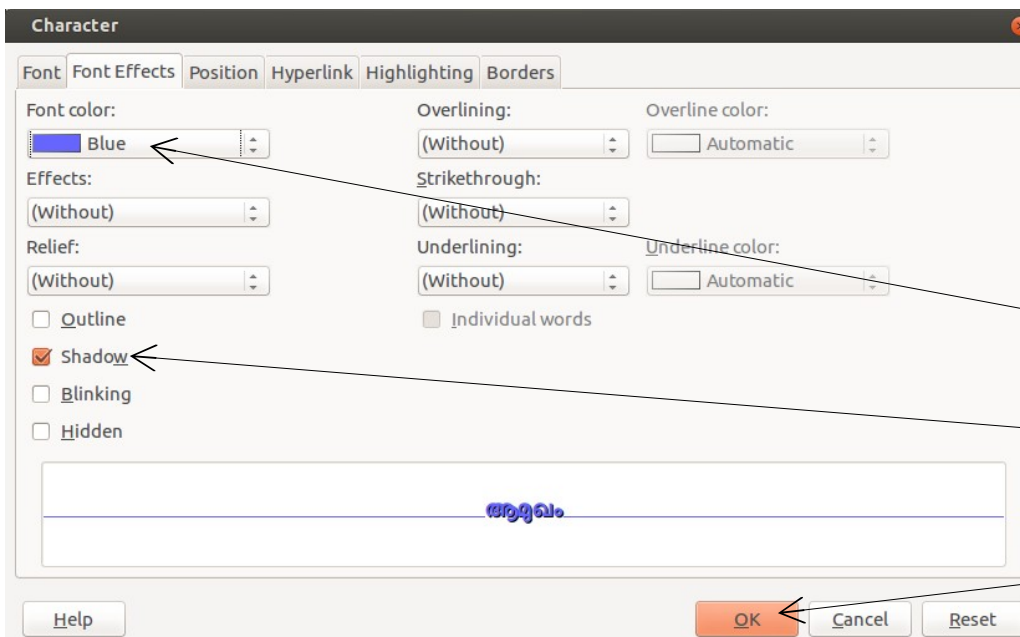 Character
Font Font Effects Position Hyperlink Highlighting Borders
Font color: Overlining: Overline color:
Blue (Without) Automatic
Effects: Strikethrough:
(Without) (Without)
Relief: Underlining: Underline color:
(Without) (Without) Automatic
Outline Individual words
Shadow
Blinking
Hidden
ആമുഖം
Help OK Cancel Reset